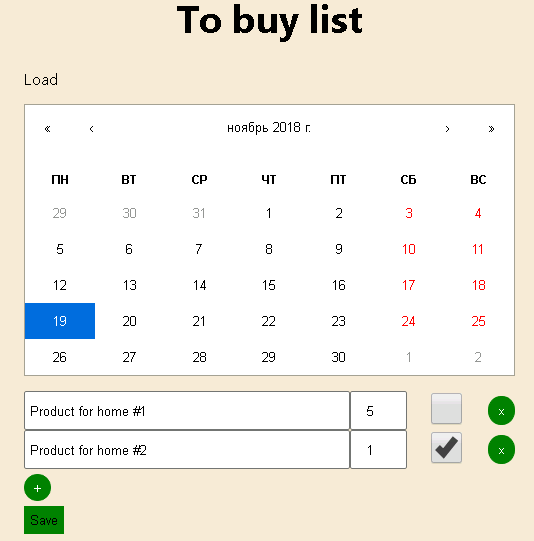 To buy list
Load
« ‹ ноябрь 2018 г. › »
ПН ВТ СР ЧТ ПТ СБ ВС
29 30 31 1 2 3 4
5 6 7 8 9 10 11
12 13 14 15 16 17 18
19 20 21 22 23 24 25
26 27 28 29 30 1 2
Product for home #1 5 x
Product for home #2 1 x
+
Save